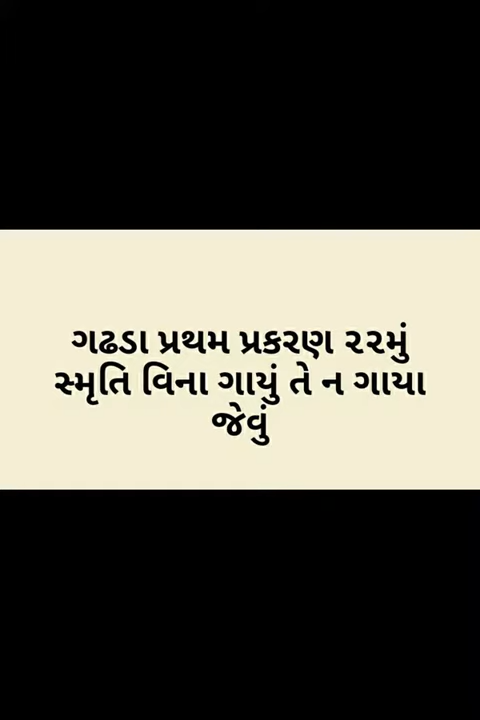 ગઢડા પ્રથમ પ્રકરણ ૨૨મું
સ્મૃતિ વિના ગાયું તે ન ગાયા
જેવું